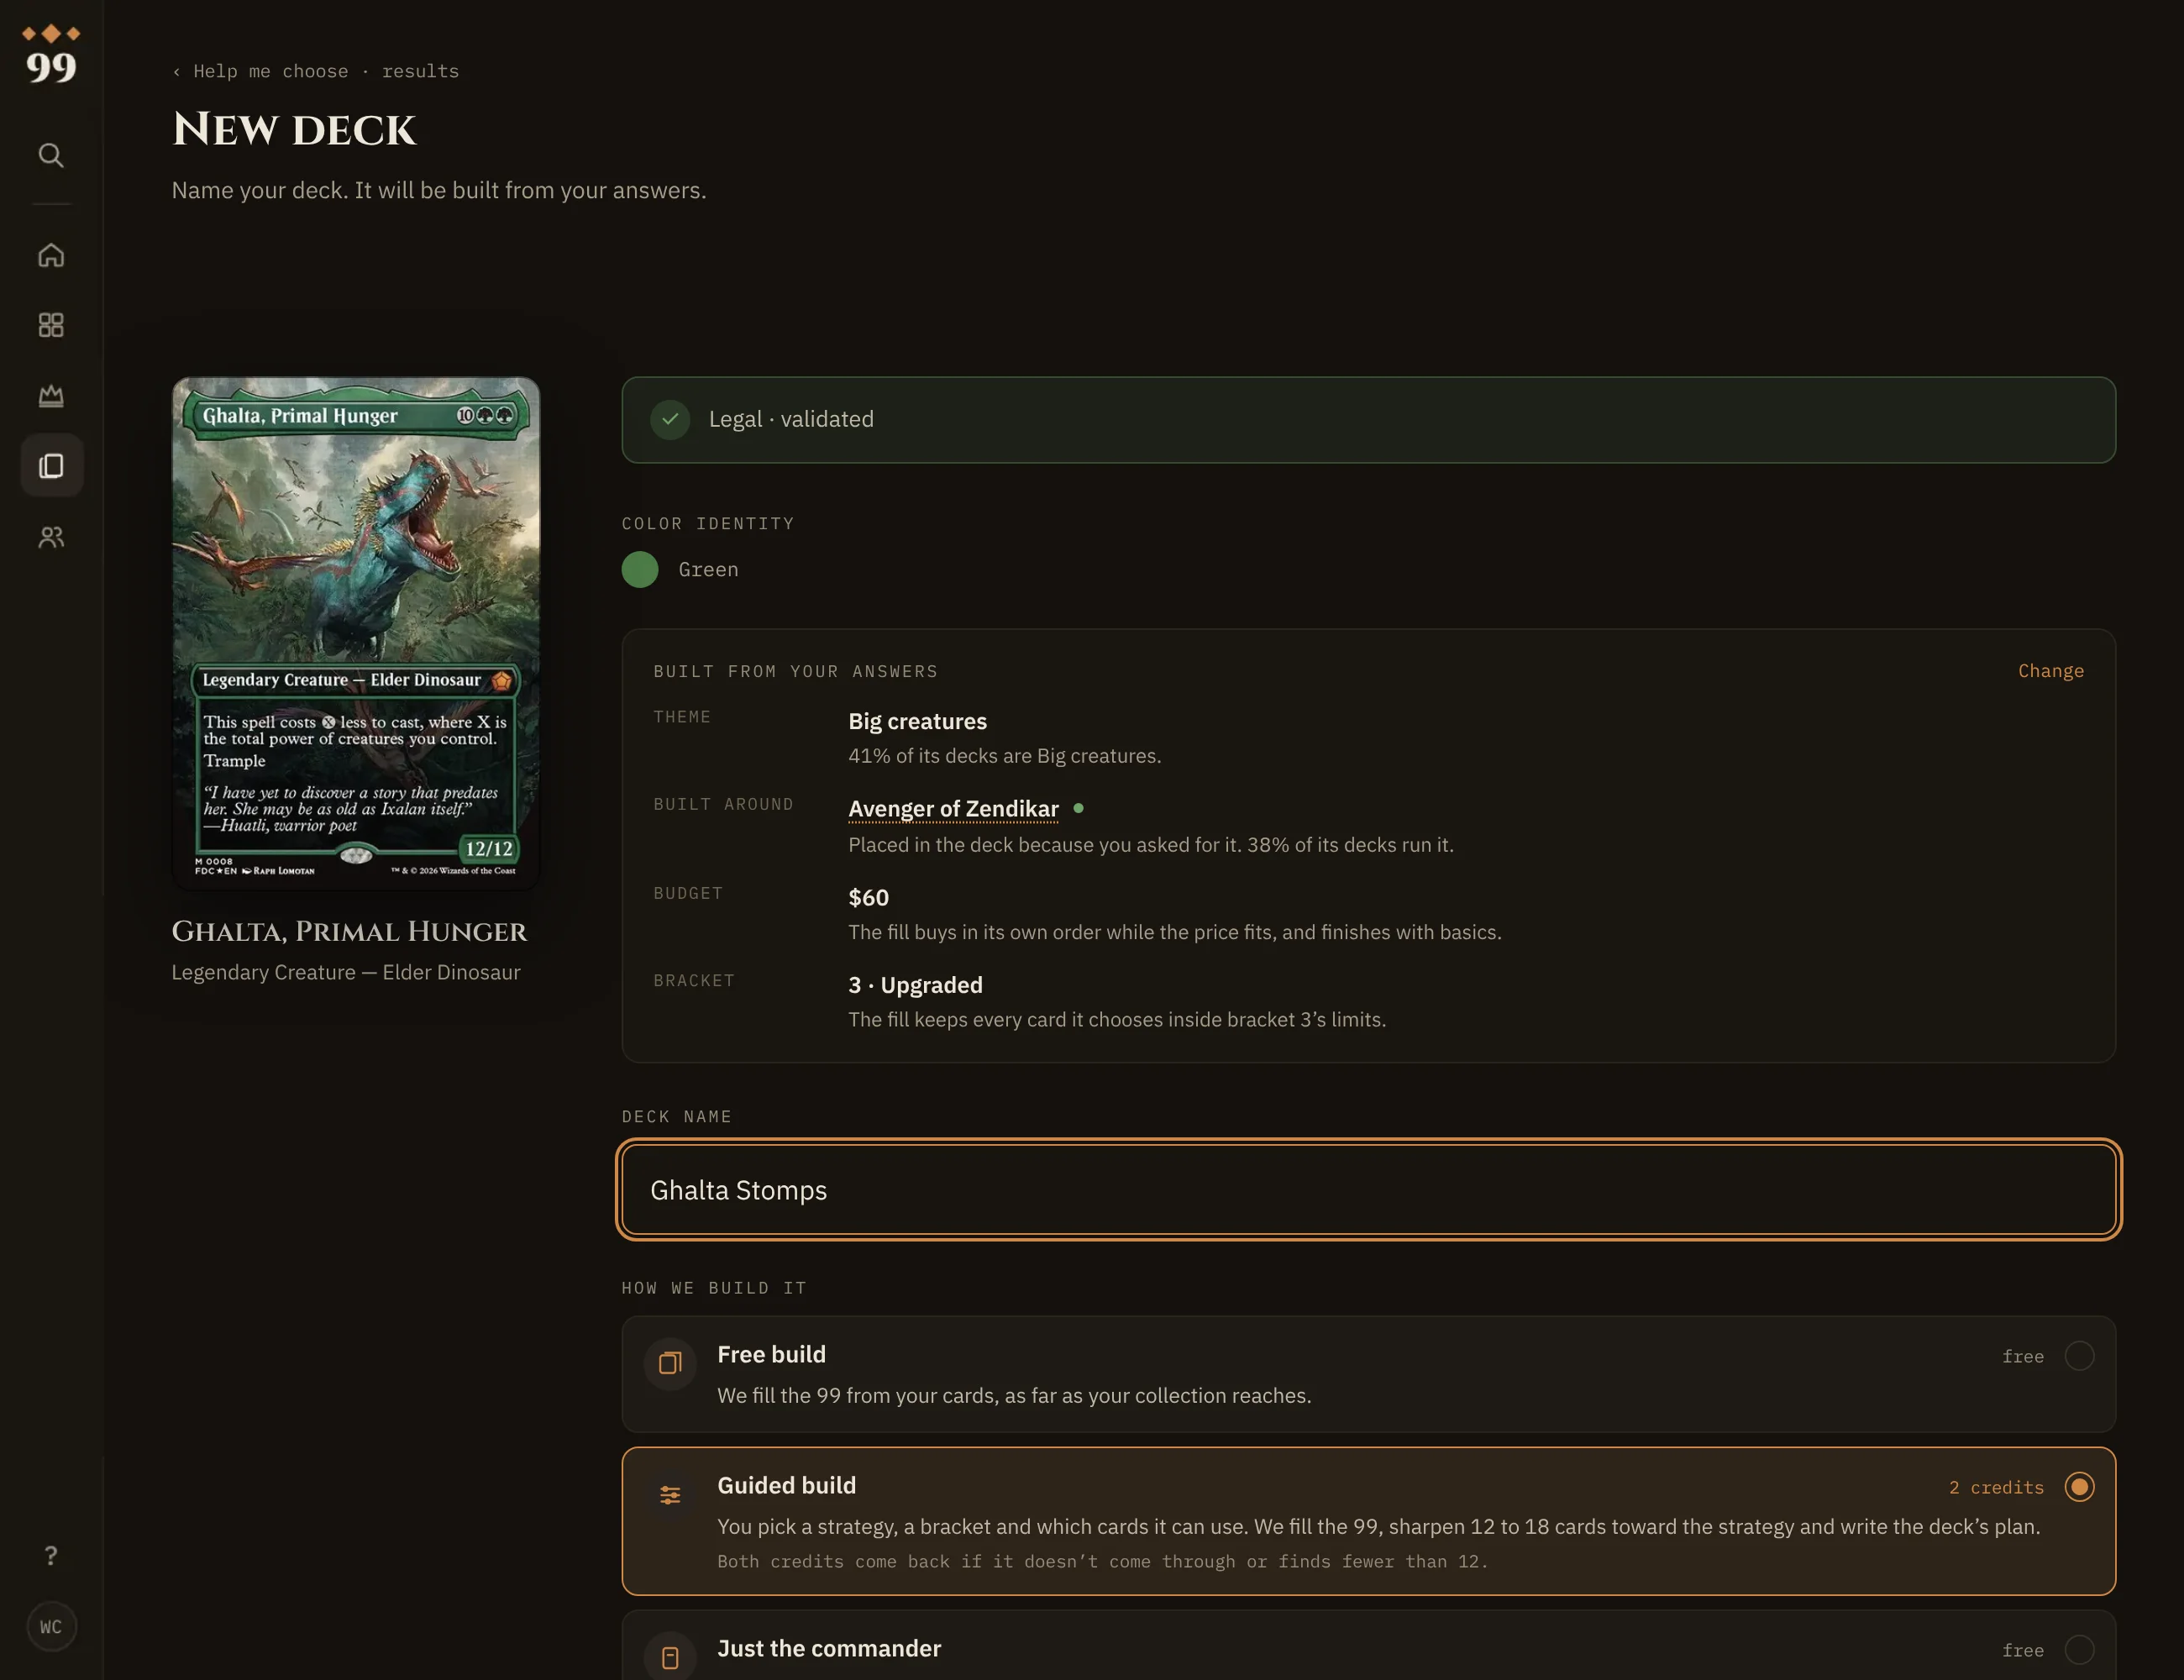 99
‹ Help me choose · results
New deck
Name your deck. It will be built from your answers.
Ghalta, Primal Hunger 10
Legendary Creature — Elder Dinosaur
This spell costs X less to cast, where X is
the total power of creatures you control.
Trample
“I have yet to discover a story that predates
her. She may be as old as Ixalan itself.”
—Huatli, warrior poet
12/12
M 0008
FDC★EN Raph Lomotan
™ & © 2026 Wizards of the Coast
Ghalta, Primal Hunger
Legendary Creature — Elder Dinosaur
Legal · validated
COLOR IDENTITY
Green
BUILT FROM YOUR ANSWERS
Change
THEME
Big creatures
41% of its decks are Big creatures.
BUILT AROUND
Avenger of Zendikar
Placed in the deck because you asked for it. 38% of its decks run it.
BUDGET
$60
The fill buys in its own order while the price fits, and finishes with basics.
BRACKET
3 · Upgraded
The fill keeps every card it chooses inside bracket 3’s limits.
DECK NAME
Ghalta Stomps
HOW WE BUILD IT
Free build
free
We fill the 99 from your cards, as far as your collection reaches.
Guided build
2 credits
You pick a strategy, a bracket and which cards it can use. We fill the 99, sharpen 12 to 18 cards toward the strategy and write the deck’s plan.
Both credits come back if it doesn’t come through or finds fewer than 12.
Just the commander
free
?
WC